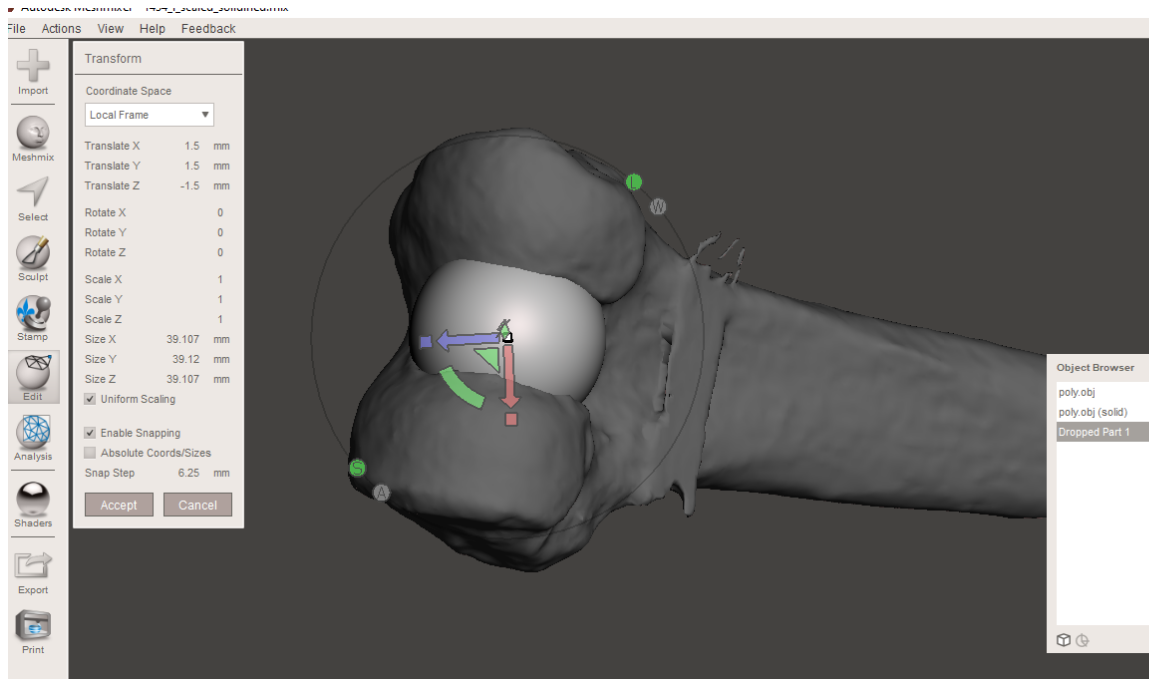 Autodesk Meshmixer - 1454_r_scaled_solidified.mix
File Actions View Help Feedback
Import
Meshmix
Select
Sculpt
Stamp
Edit
Analysis
Shaders
Export
Print
Transform
Coordinate Space
Local Frame
Translate X 1.5 mm
Translate Y 1.5 mm
Translate Z -1.5 mm
Rotate X 0
Rotate Y 0
Rotate Z 0
Scale X 1
Scale Y 1
Scale Z 1
Size X 39.107 mm
Size Y 39.12 mm
Size Z 39.107 mm
Uniform Scaling
Enable Snapping
Absolute Coords/Sizes
Snap Step 6.25 mm
Accept Cancel
L
W
S
A
Object Browser
poly.obj
poly.obj (solid)
Dropped Part 1